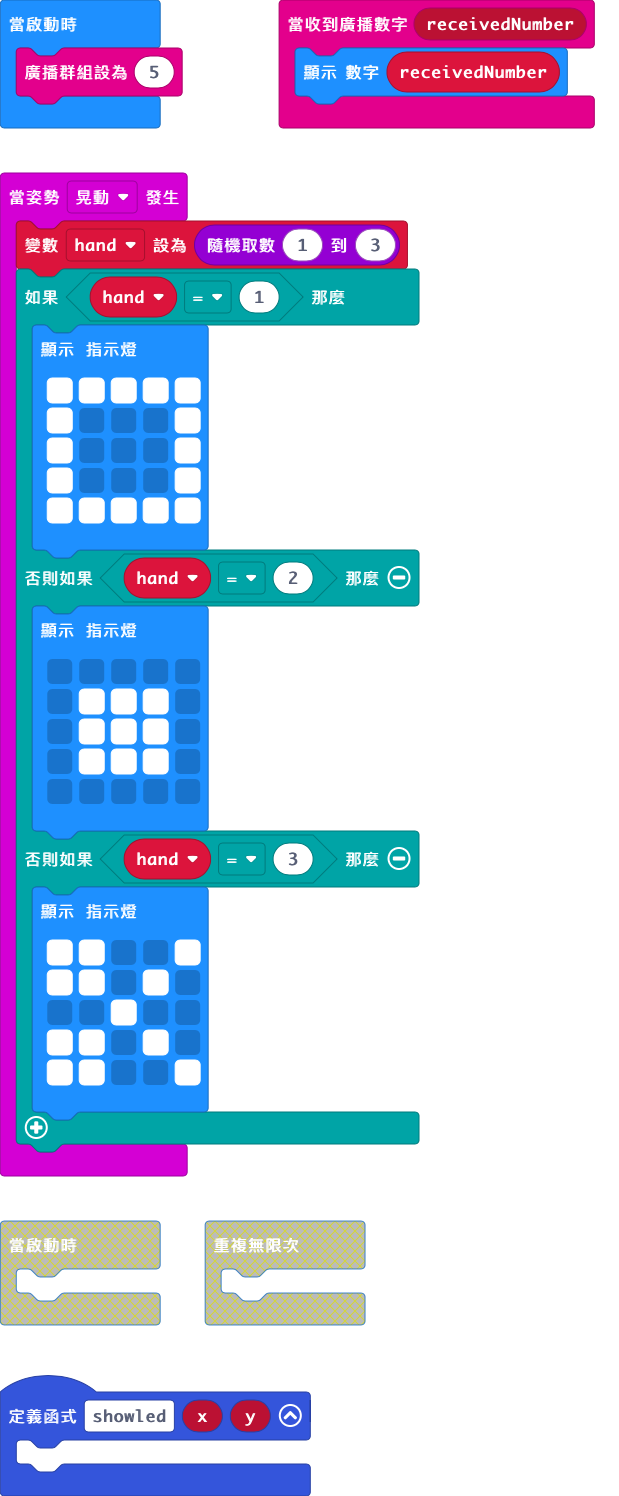 當啟動時
廣播群組設為 5
當收到廣播數字 receivedNumber
顯示 數字 receivedNumber
當姿勢 晃動 發生
變數 hand 設為 隨機取數 1 到 3
如果 hand = 1 那麼
顯示 指示燈
否則如果 hand = 2 那麼
顯示 指示燈
否則如果 hand = 3 那麼
顯示 指示燈
當啟動時
重複無限次
定義函式 showled x y